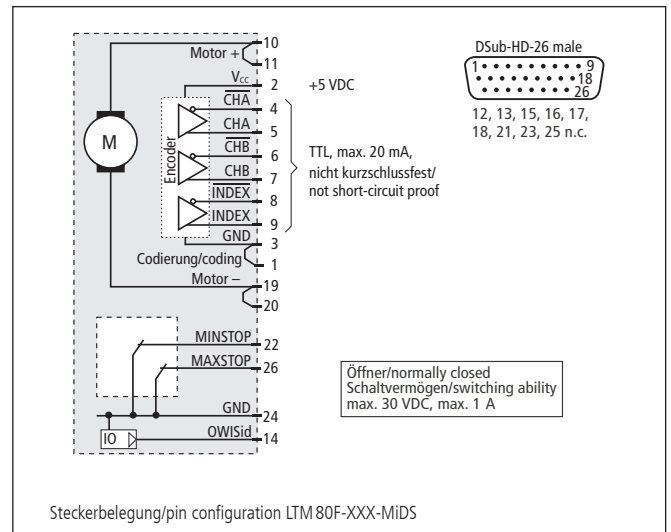 10
Motor +
11
Vcc 2 +5 VDC
CHA 4
CHA 5
CHB 6
CHB 7
INDEX 8
INDEX 9
GND 3
Codierung/coding 1
Motor – 19
20
M
Encoder
TTL, max. 20 mA,
nicht kurzschlussfest/
not short-circuit proof
MINSTOP 22
MAXSTOP 26
GND 24
IO OWISid 14
DSub-HD-26 male
1 9
18
26
12, 13, 15, 16, 17,
18, 21, 23, 25 n.c.
Öffner/normally closed
Schaltvermögen/switching ability
max. 30 VDC, max. 1 A
Steckerbelegung/pin configuration LTM 80F-XXX-MiDS